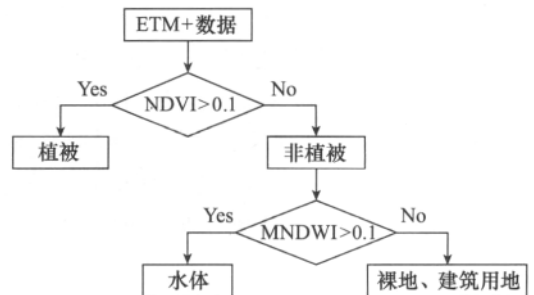 ETM+数据
Yes
NDVI>0.1
No
植被
非植被
Yes
MNDWI>0.1
No
水体
裸地、建筑用地